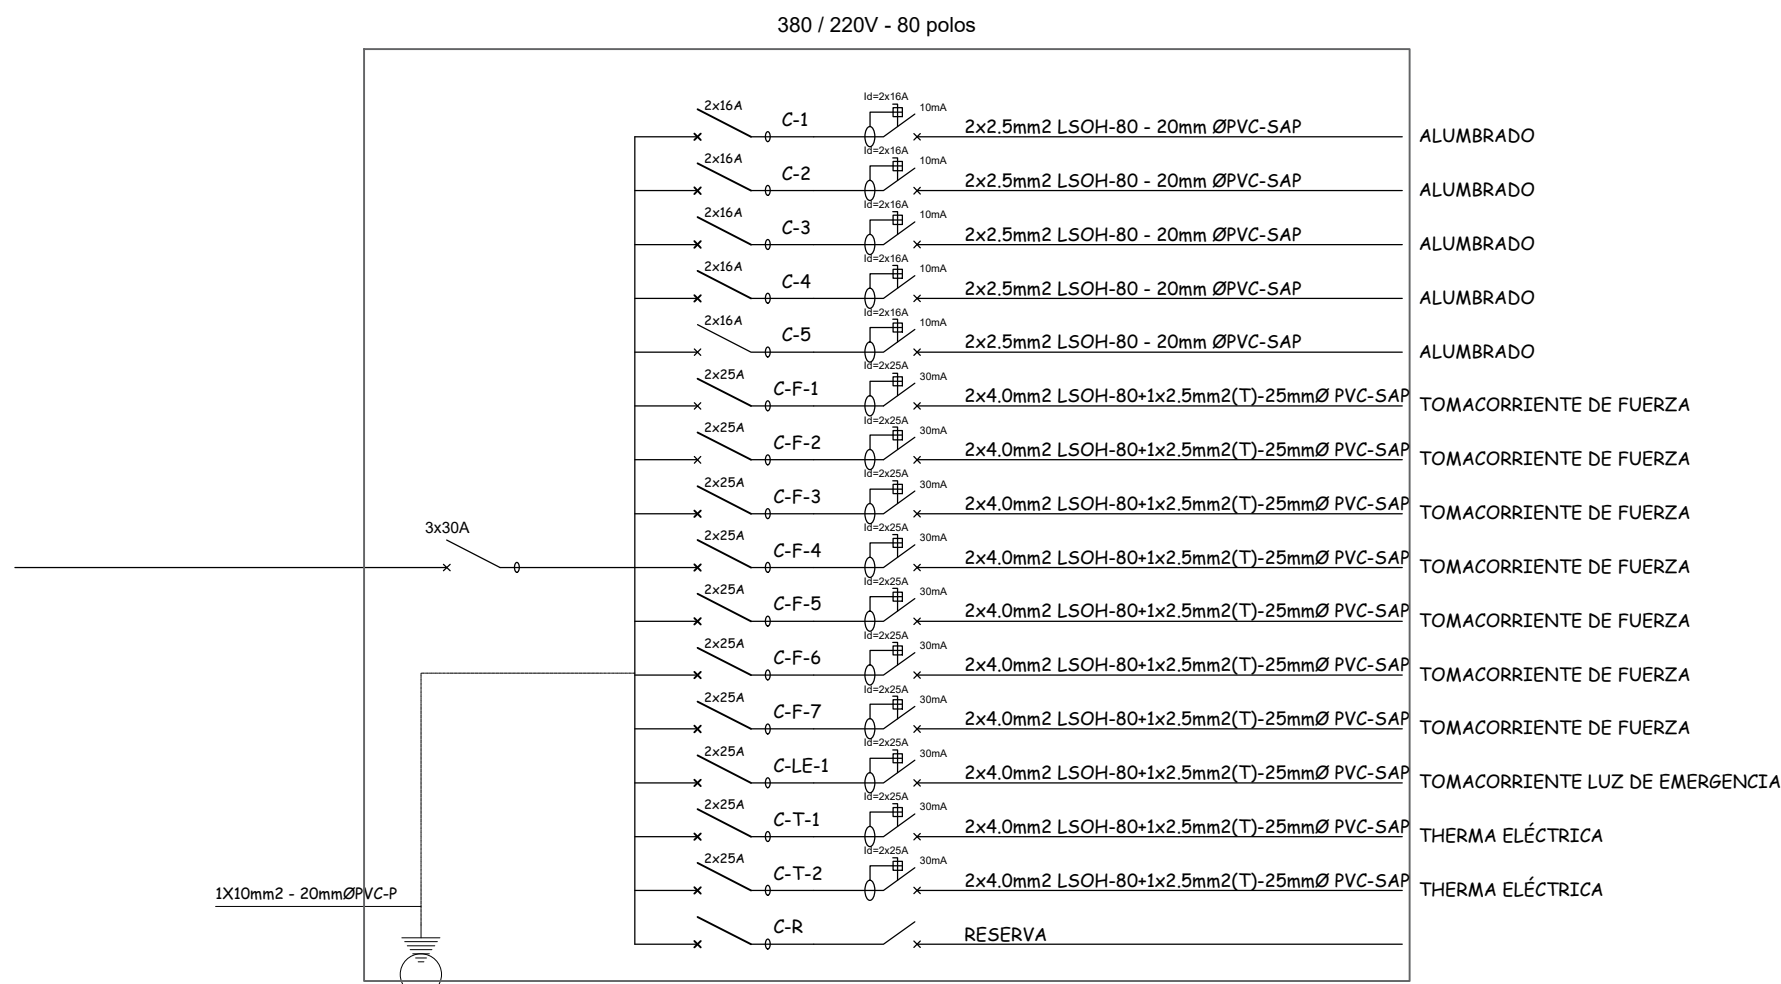 380 / 220V - 80 polos
2x16A
C-1
Id=2x16A
10mA
2x2.5mm2 LSOH-80 - 20mm ØPVC-SAP
ALUMBRADO
2x16A
C-2
Id=2x16A
10mA
2x2.5mm2 LSOH-80 - 20mm ØPVC-SAP
ALUMBRADO
2x16A
C-3
Id=2x16A
10mA
2x2.5mm2 LSOH-80 - 20mm ØPVC-SAP
ALUMBRADO
2x16A
C-4
Id=2x16A
10mA
2x2.5mm2 LSOH-80 - 20mm ØPVC-SAP
ALUMBRADO
2x16A
C-5
Id=2x16A
10mA
2x2.5mm2 LSOH-80 - 20mm ØPVC-SAP
ALUMBRADO
2x25A
C-F-1
Id=2x25A
30mA
2x4.0mm2 LSOH-80+1x2.5mm2(T)-25mmØ PVC-SAP
TOMACORRIENTE DE FUERZA
2x25A
C-F-2
Id=2x25A
30mA
2x4.0mm2 LSOH-80+1x2.5mm2(T)-25mmØ PVC-SAP
TOMACORRIENTE DE FUERZA
2x25A
C-F-3
Id=2x25A
30mA
2x4.0mm2 LSOH-80+1x2.5mm2(T)-25mmØ PVC-SAP
TOMACORRIENTE DE FUERZA
3x30A
2x25A
C-F-4
Id=2x25A
30mA
2x4.0mm2 LSOH-80+1x2.5mm2(T)-25mmØ PVC-SAP
TOMACORRIENTE DE FUERZA
2x25A
C-F-5
Id=2x25A
30mA
2x4.0mm2 LSOH-80+1x2.5mm2(T)-25mmØ PVC-SAP
TOMACORRIENTE DE FUERZA
2x25A
C-F-6
Id=2x25A
30mA
2x4.0mm2 LSOH-80+1x2.5mm2(T)-25mmØ PVC-SAP
TOMACORRIENTE DE FUERZA
2x25A
C-F-7
Id=2x25A
30mA
2x4.0mm2 LSOH-80+1x2.5mm2(T)-25mmØ PVC-SAP
TOMACORRIENTE DE FUERZA
2x25A
C-LE-1
Id=2x25A
30mA
2x4.0mm2 LSOH-80+1x2.5mm2(T)-25mmØ PVC-SAP
TOMACORRIENTE LUZ DE EMERGENCIA
2x25A
C-T-1
Id=2x25A
30mA
2x4.0mm2 LSOH-80+1x2.5mm2(T)-25mmØ PVC-SAP
THERMA ELÉCTRICA
2x25A
C-T-2
Id=2x25A
30mA
2x4.0mm2 LSOH-80+1x2.5mm2(T)-25mmØ PVC-SAP
THERMA ELÉCTRICA
1X10mm2 - 20mmØPVC-P
C-R
RESERVA